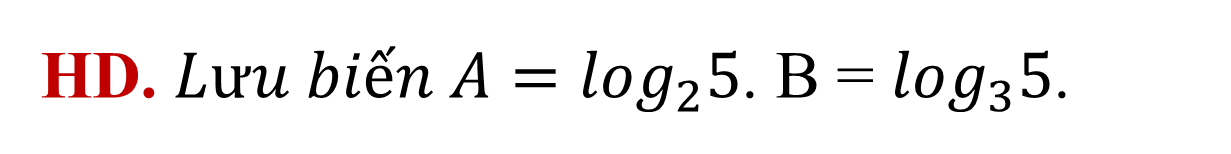 HD. Lưu biến A = log₂5. B = log₃5.